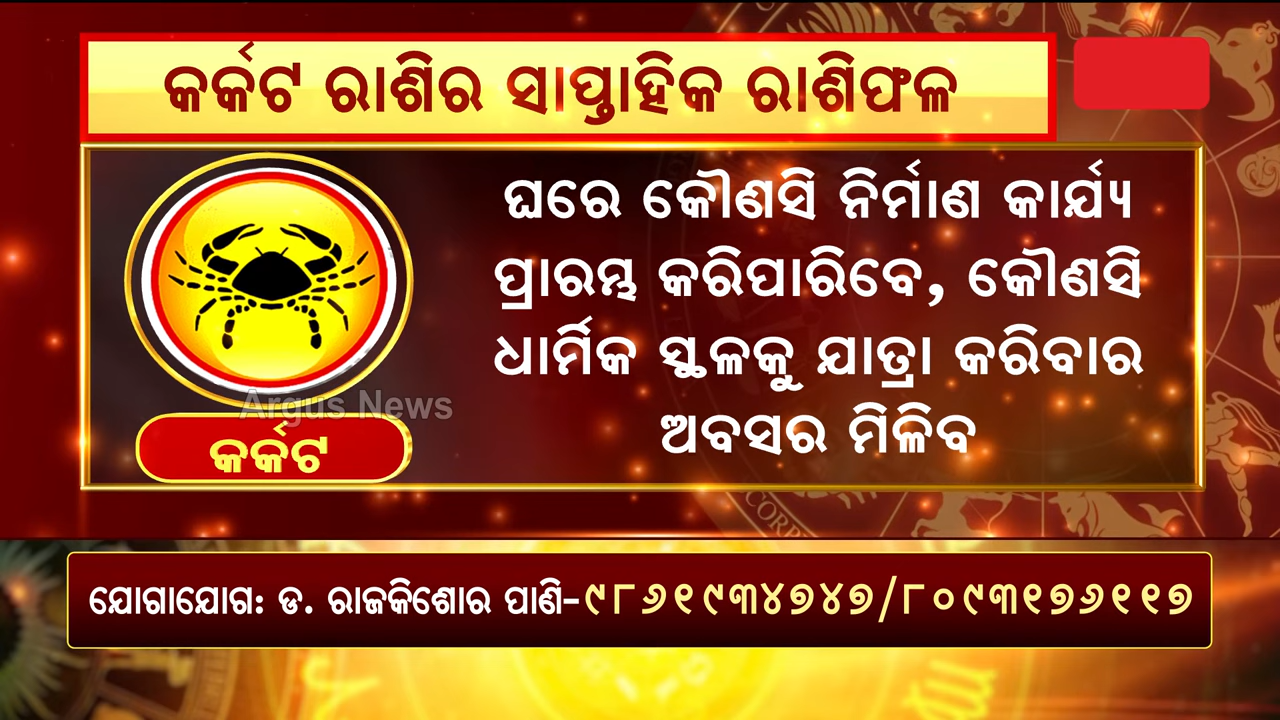 କର୍କଟ ରାଶିର ସାପ୍ତାହିକ ରାଶିଫଳ
ଘରେ କୌଣସି ନିର୍ମାଣ କାର୍ଯ୍ୟ
ପ୍ରାରମ୍ଭ କରିପାରିବେ, କୌଣସି
ଧାର୍ମିକ ସ୍ଥଳକୁ ଯାତ୍ରା କରିବାର
ଅବସର ମିଳିବ
Argus News
କର୍କଟ
ଯୋଗାଯୋଗ: ଡ. ରାଜକିଶୋର ପାଣି-୯୮୬୧୯୩୪୭୪୭/୮୦୯୩୧୭୬୧୧୭